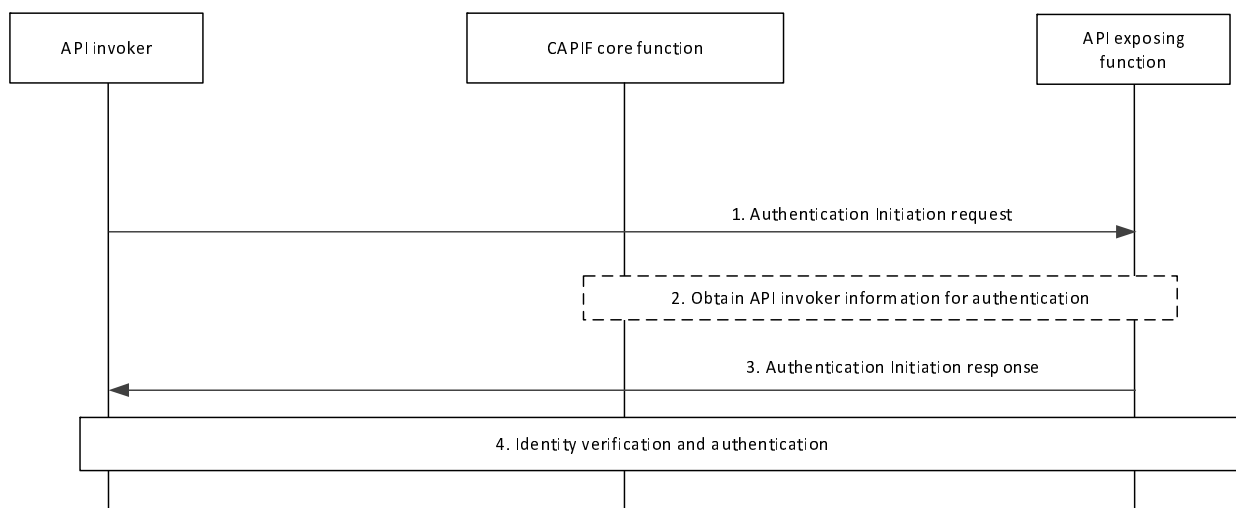 API invoker
CAPIF core function
API exposing
function
1. Authentication Initiation request
2. Obtain API invoker information for authentication
3. Authentication Initiation response
4. Identity verification and authentication